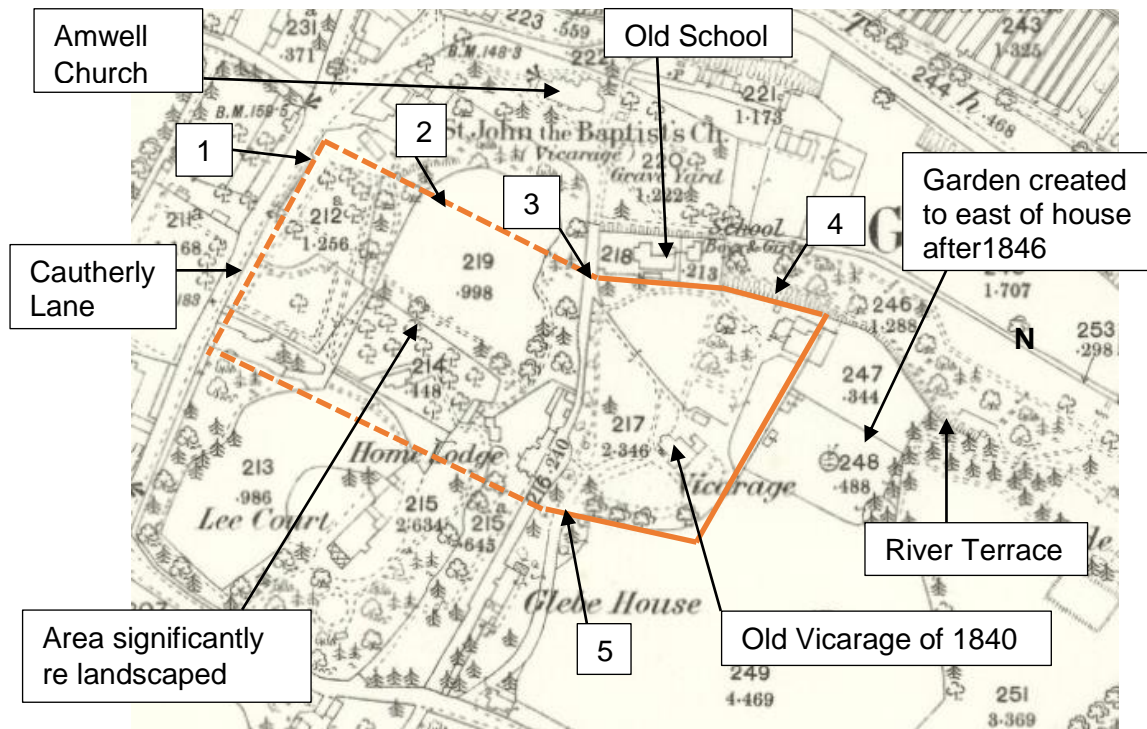 Amwell
Church
Old School
Garden created
to east of house
after1846
Cautherly
Lane
Area significantly
re landscaped
River Terrace
Old Vicarage of 1840
1
2
3
4
5
N
231
.371
223
.559
222
B.M. 148·3
B.M. 159·5
St. John the Baptist's Ch.
(Vicarage)
220
Grave Yard
1·222
221
1·173
243
1·325
244
.468
h
T
G
School
Boys & Girls
218
213
212
a
1·256
211
a
219
.998
214
.448
246
1·288
247
.344
248
.488
1·707
253
.298
217
2·346
Vicarage
Home Lodge
216
.240
213
.986
Lee Court
215
2·634
215
a
.645
Glebe House
249
4·469
251
3·369